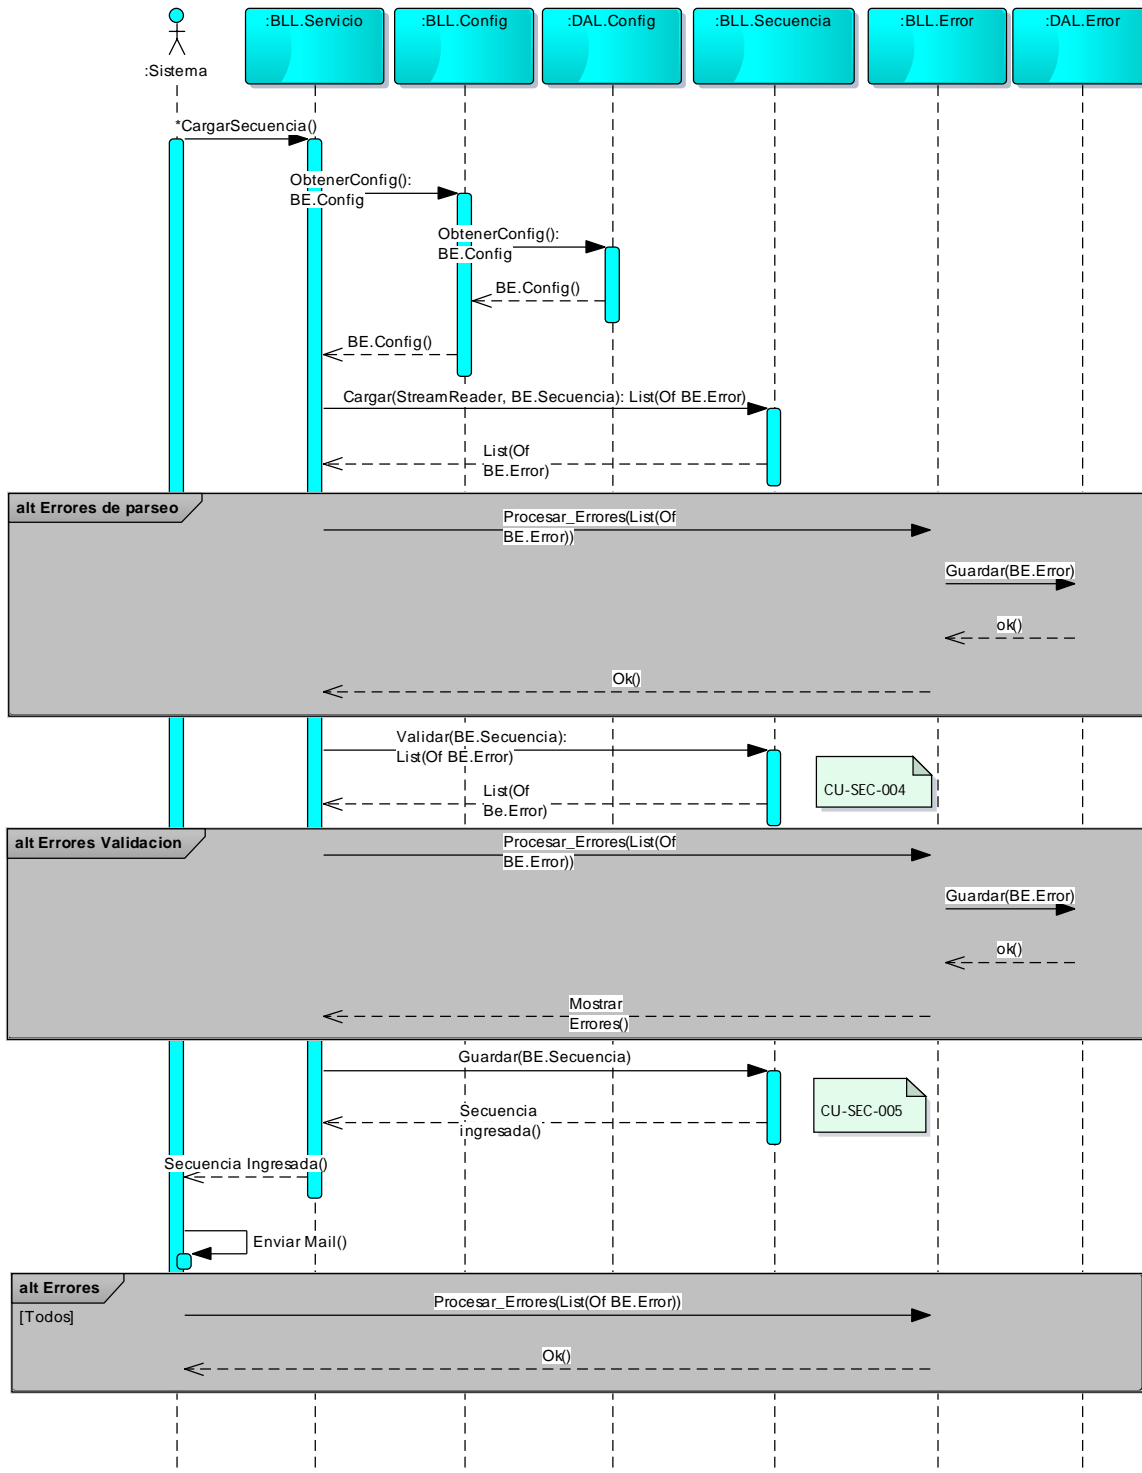 :Sistema
:BLL.Servicio
:BLL.Config
:DAL.Config
:BLL.Secuencia
:BLL.Error
:DAL.Error
*CargarSecuencia()
ObtenerConfig():
BE.Config
ObtenerConfig():
BE.Config
BE.Config()
BE.Config()
Cargar(StreamReader, BE.Secuencia): List(Of BE.Error)
List(Of
BE.Error)
alt Errores de parseo
Procesar_Errores(List(Of
BE.Error))
Guardar(BE.Error)
ok()
Ok()
Validar(BE.Secuencia):
List(Of BE.Error)
CU-SEC-004
List(Of
Be.Error)
alt Errores Validacion
Procesar_Errores(List(Of
BE.Error))
Guardar(BE.Error)
ok()
Mostrar
Errores()
Guardar(BE.Secuencia)
CU-SEC-005
Secuencia
ingresada()
Secuencia Ingresada()
Enviar Mail()
alt Errores
[Todos]
Procesar_Errores(List(Of BE.Error))
Ok()